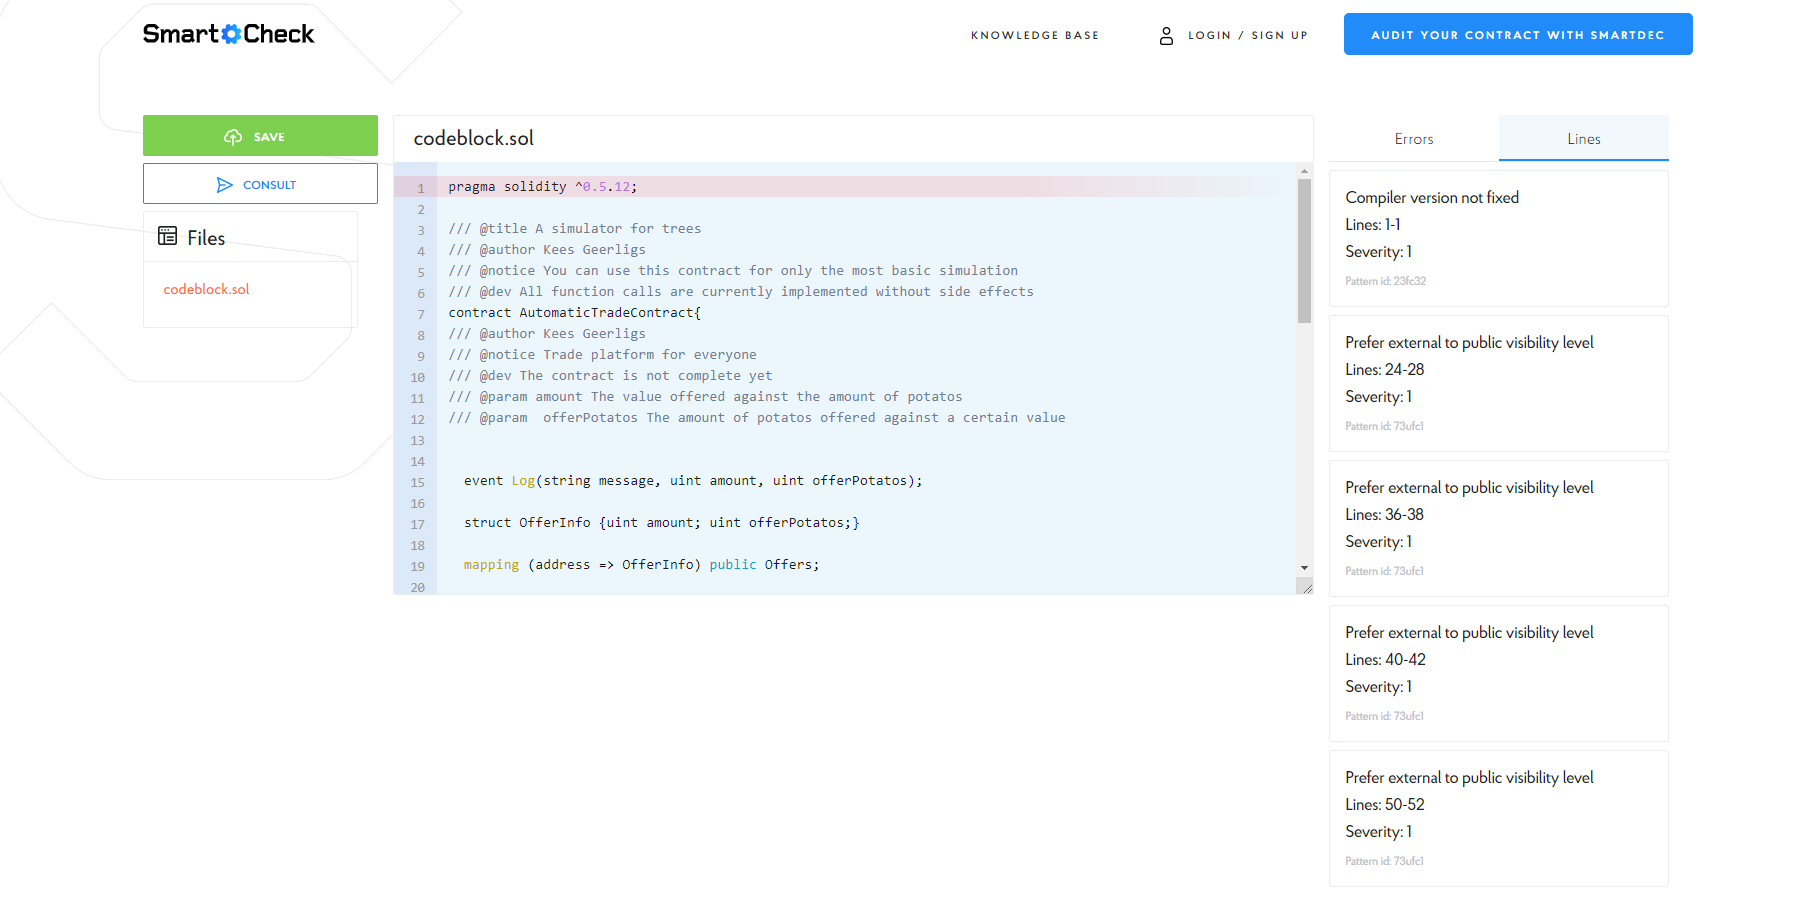 Smart Check
KNOWLEDGE BASE
LOGIN / SIGN UP
AUDIT YOUR CONTRACT WITH SMARTDEC
SAVE
CONSULT
Files
codeblock.sol
codeblock.sol
1 pragma solidity ^0.5.12;
2
3 /// @title A simulator for trees
4 /// @author Kees Geerligs
5 /// @notice You can use this contract for only the most basic simulation
6 /// @dev All function calls are currently implemented without side effects
7 contract AutomaticTradeContract{
8 /// @author Kees Geerligs
9 /// @notice Trade platform for everyone
10 /// @dev The contract is not complete yet
11 /// @param amount The value offered against the amount of potatos
12 /// @param  offerPotatos The amount of potatos offered against a certain value
13
14
15 event Log(string message, uint amount, uint offerPotatos);
16
17 struct OfferInfo {uint amount; uint offerPotatos;}
18
19 mapping (address => OfferInfo) public Offers;
20
Errors
Lines
Compiler version not fixed
Lines: 1-1
Severity: 1
Pattern id: 23fc32
Prefer external to public visibility level
Lines: 24-28
Severity: 1
Pattern id: 73ufc1
Prefer external to public visibility level
Lines: 36-38
Severity: 1
Pattern id: 73ufc1
Prefer external to public visibility level
Lines: 40-42
Severity: 1
Pattern id: 73ufc1
Prefer external to public visibility level
Lines: 50-52
Severity: 1
Pattern id: 73ufc1